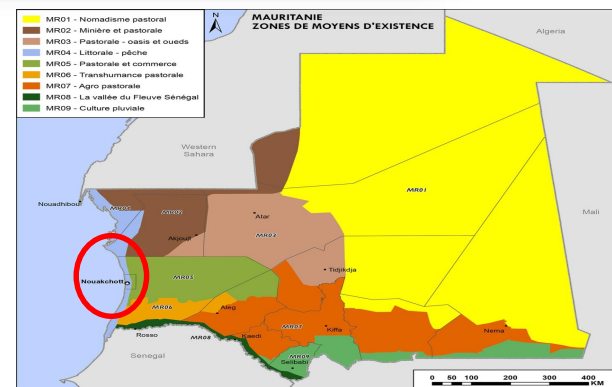 MAURITANIE
ZONES DE MOYENS D'EXISTENCE
N
MR01 - Nomadisme pastoral
MR02 - Minière et pastorale
MR03 - Pastorale - oasis et oueds
MR04 - Littorale - pêche
MR05 - Pastorale et commerce
MR06 - Transhumance pastorale
MR07 - Agro pastorale
MR08 - La vallée du Fleuve Sénégal
MR09 - Culture pluviale
Algeria
Western
Sahara
Nouadhibou
MR04
MR02
MR01
Mali
Atar
Akjoujt
MR03
Tidjikdja
Nouakchott
MR05
MR06
Aleg
MR07
Kiffa
Nema
Rosso
MR08
Kaedi
Senegal
MR09
Selibabi
0 50 100 200 300 400
KM